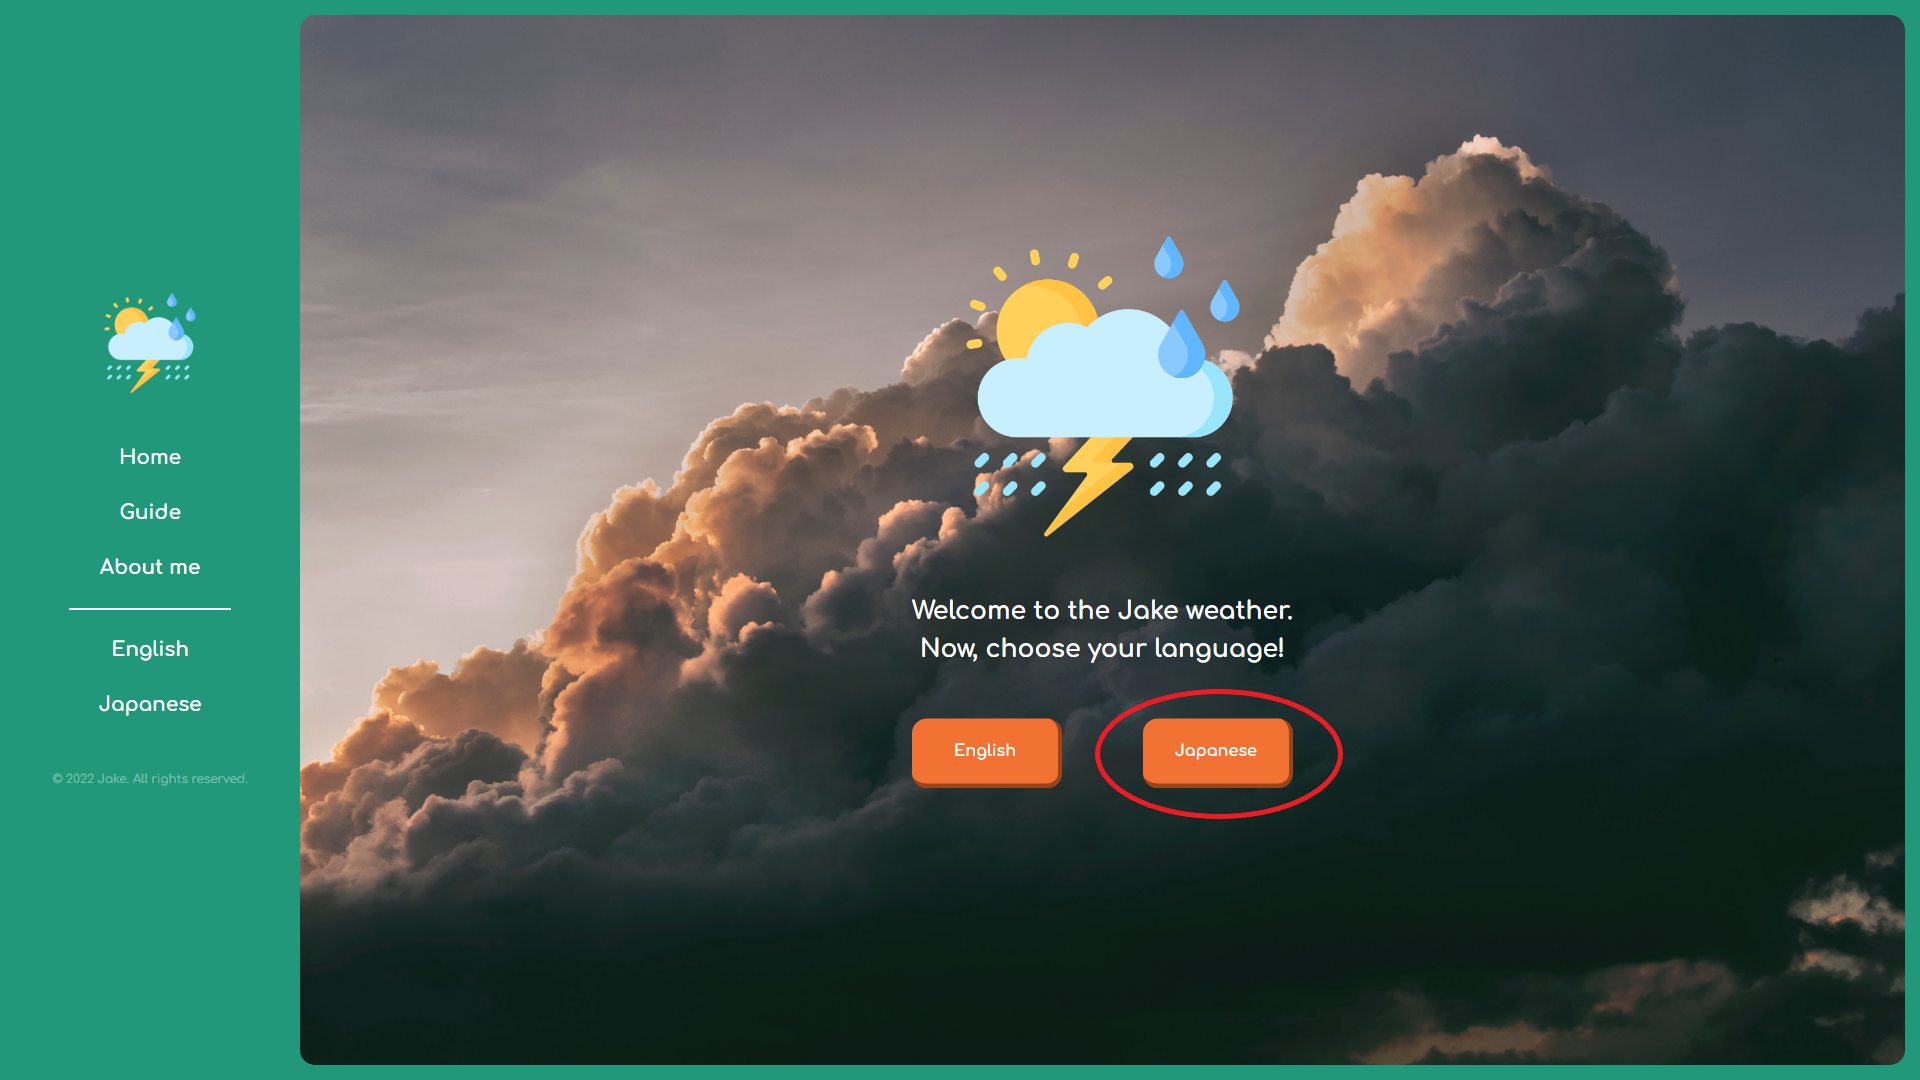 Home
Guide
About me
English
Japanese
© 2022 Jake. All rights reserved.
Welcome to the Jake weather.
Now, choose your language!
English
Japanese